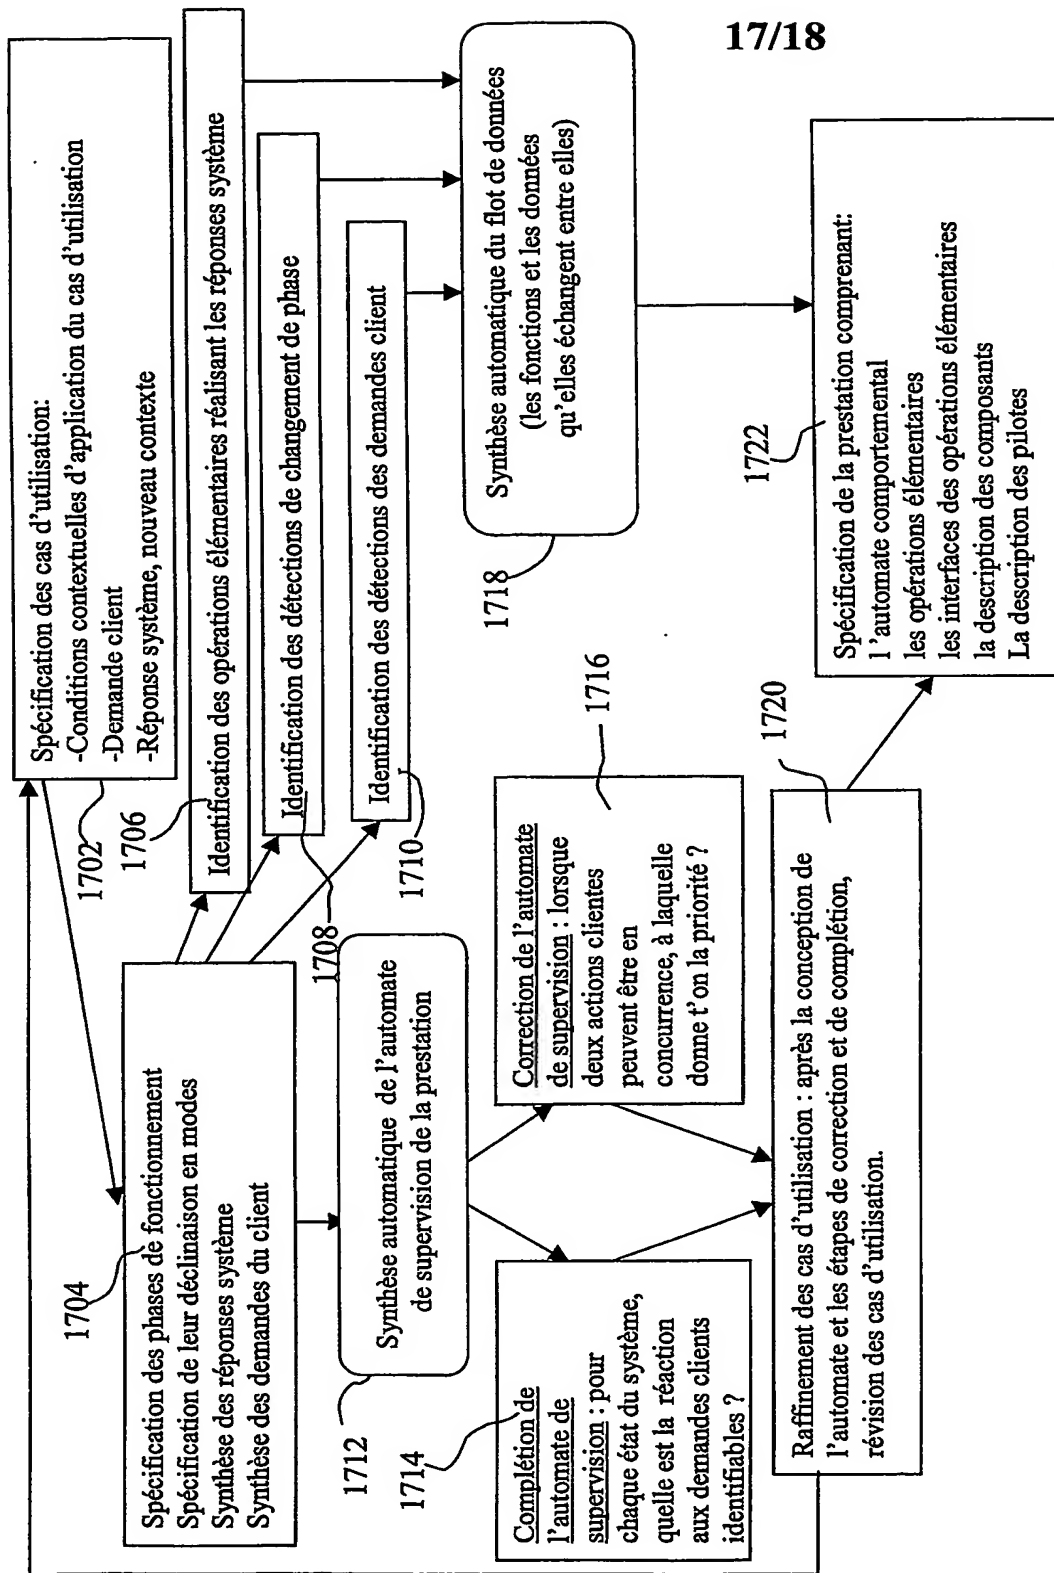 17/18
Spécification des cas d'utilisation:
-Conditions contextuelles d'application du cas d'utilisation
-Demande client
-Réponse système, nouveau contexte
1702
1706
Identification des opérations élémentaires réalisant les réponses système
Identification des détections de changement de phase
1708
Identification des détections des demandes client
1710
1704
Spécification des phases de fonctionnement
Spécification de leur déclinaison en modes
Synthèse des réponses système
Synthèse des demandes du client
Synthèse automatique de l'automate
de supervision de la prestation
1712
Synthèse automatique du flot de données
(les fonctions et les données
qu'elles échangent entre elles)
1718
1714
Complétion de
l'automate de
supervision : pour
chaque état du système,
quelle est la réaction
aux demandes clients
identifiables ?
Correction de l'automate
de supervision : lorsque
deux actions clientes
peuvent être en
concurrence, à laquelle
donne t'on la priorité ?
1716
1720
Raffinement des cas d'utilisation : après la conception de
l'automate et les étapes de correction et de complétion,
révision des cas d'utilisation.
1722
Spécification de la prestation comprenant:
l'automate comportemental
les opérations élémentaires
les interfaces des opérations élémentaires
la description des composants
La description des pilotes